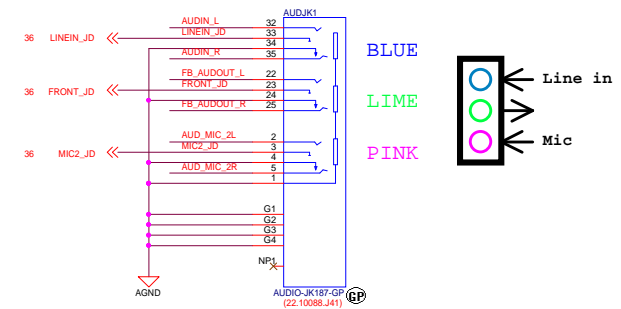 AUDJK1
AUDIN_L 32
36 LINEIN_JD LINEIN_JD 33
34
AUDIN_R 35
BLUE
FB_AUDOUT_L 22
36 FRONT_JD FRONT_JD 23
24
FB_AUDOUT_R 25
LIME
AUD_MIC_2L 2
36 MIC2_JD MIC2_JD 3
4
AUD_MIC_2R 5
1
PINK
Line in
Mic
G1
G2
G3
G4
NP1
AGND
AUDIO-JK187-GP GP
(22.10088.J41)